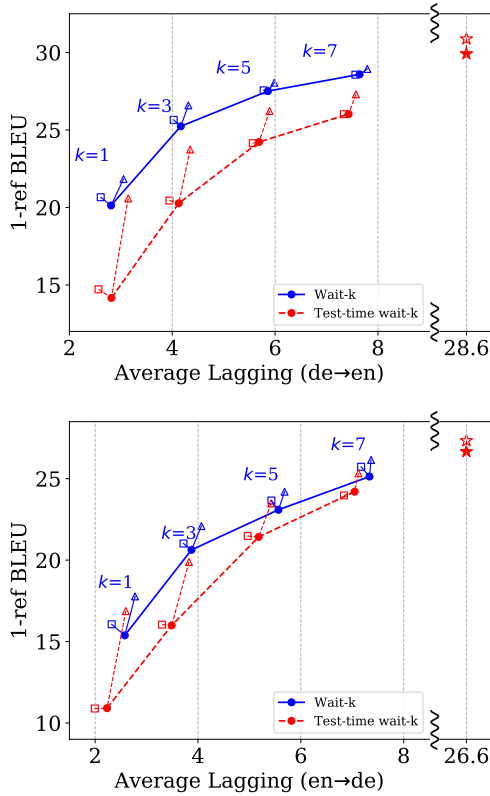 30
25
20
15
1-ref BLEU
k=1
k=3
k=5
k=7
Wait-k
Test-time wait-k
2
4
6
8
28.6
Average Lagging (de→en)
25
20
15
10
1-ref BLEU
k=1
k=3
k=5
k=7
Wait-k
Test-time wait-k
2
4
6
8
26.6
Average Lagging (en→de)